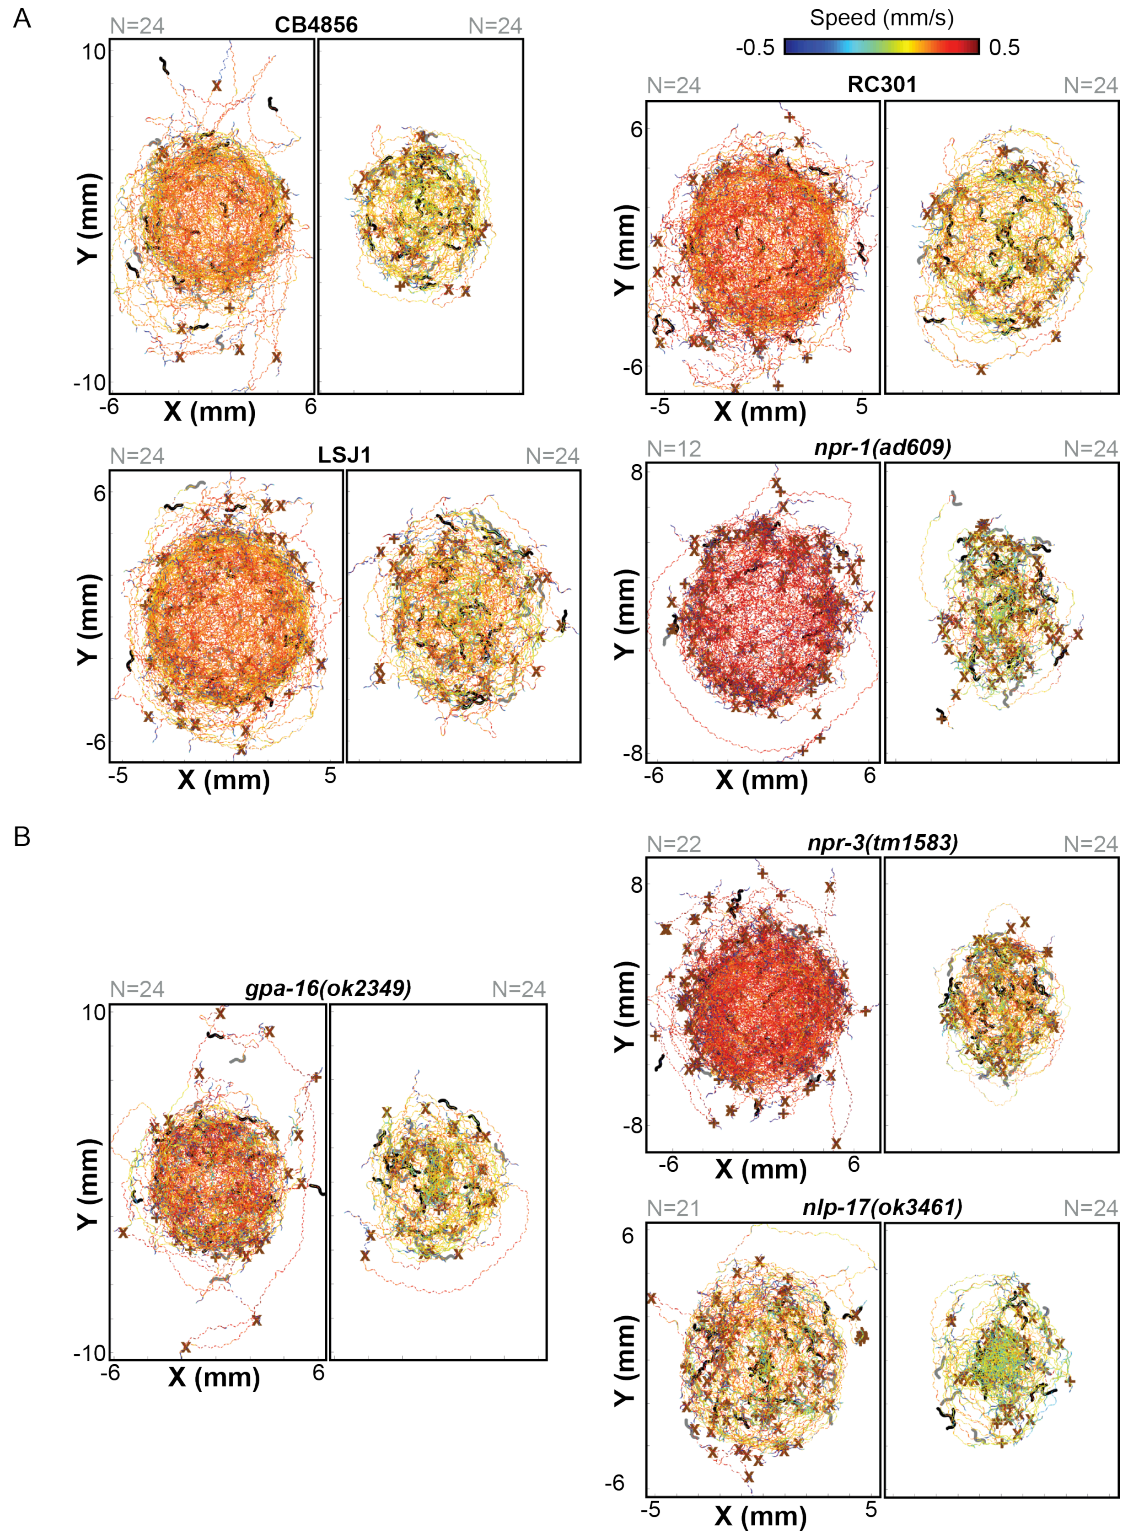 A
N=24 CB4856 N=24
10
Y (mm)
-10
-6 X (mm) 6
Speed (mm/s)
-0.5 0.5
N=24 RC301 N=24
6
Y (mm)
-6
-5 X (mm) 5
N=24 LSJ1 N=24
6
Y (mm)
-6
-5 X (mm) 5
N=12 npr-1(ad609) N=24
8
Y (mm)
-8
-6 X (mm) 6
B
N=24 gpa-16(ok2349) N=24
10
Y (mm)
-10
-6 X (mm) 6
N=22 npr-3(tm1583) N=24
8
Y (mm)
-8
-6 X (mm) 6
N=21 nlp-17(ok3461) N=24
6
Y (mm)
-6
-5 X (mm) 5